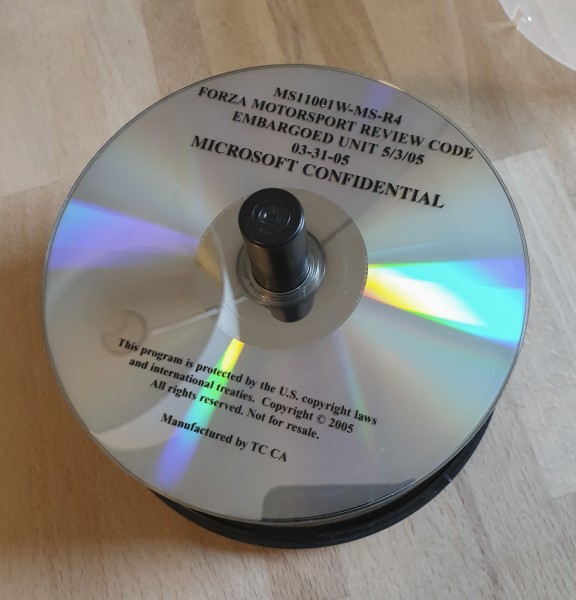 MS11001W-MS-R4
FORZA MOTORSPORT REVIEW CODE
EMBARGOED UNIT 5/3/05
03-31-05
MICROSOFT CONFIDENTIAL
This program is protected by the U.S. copyright laws
and international treaties. Copyright © 2005
All rights reserved. Not for resale.
Manufactured by TC CA